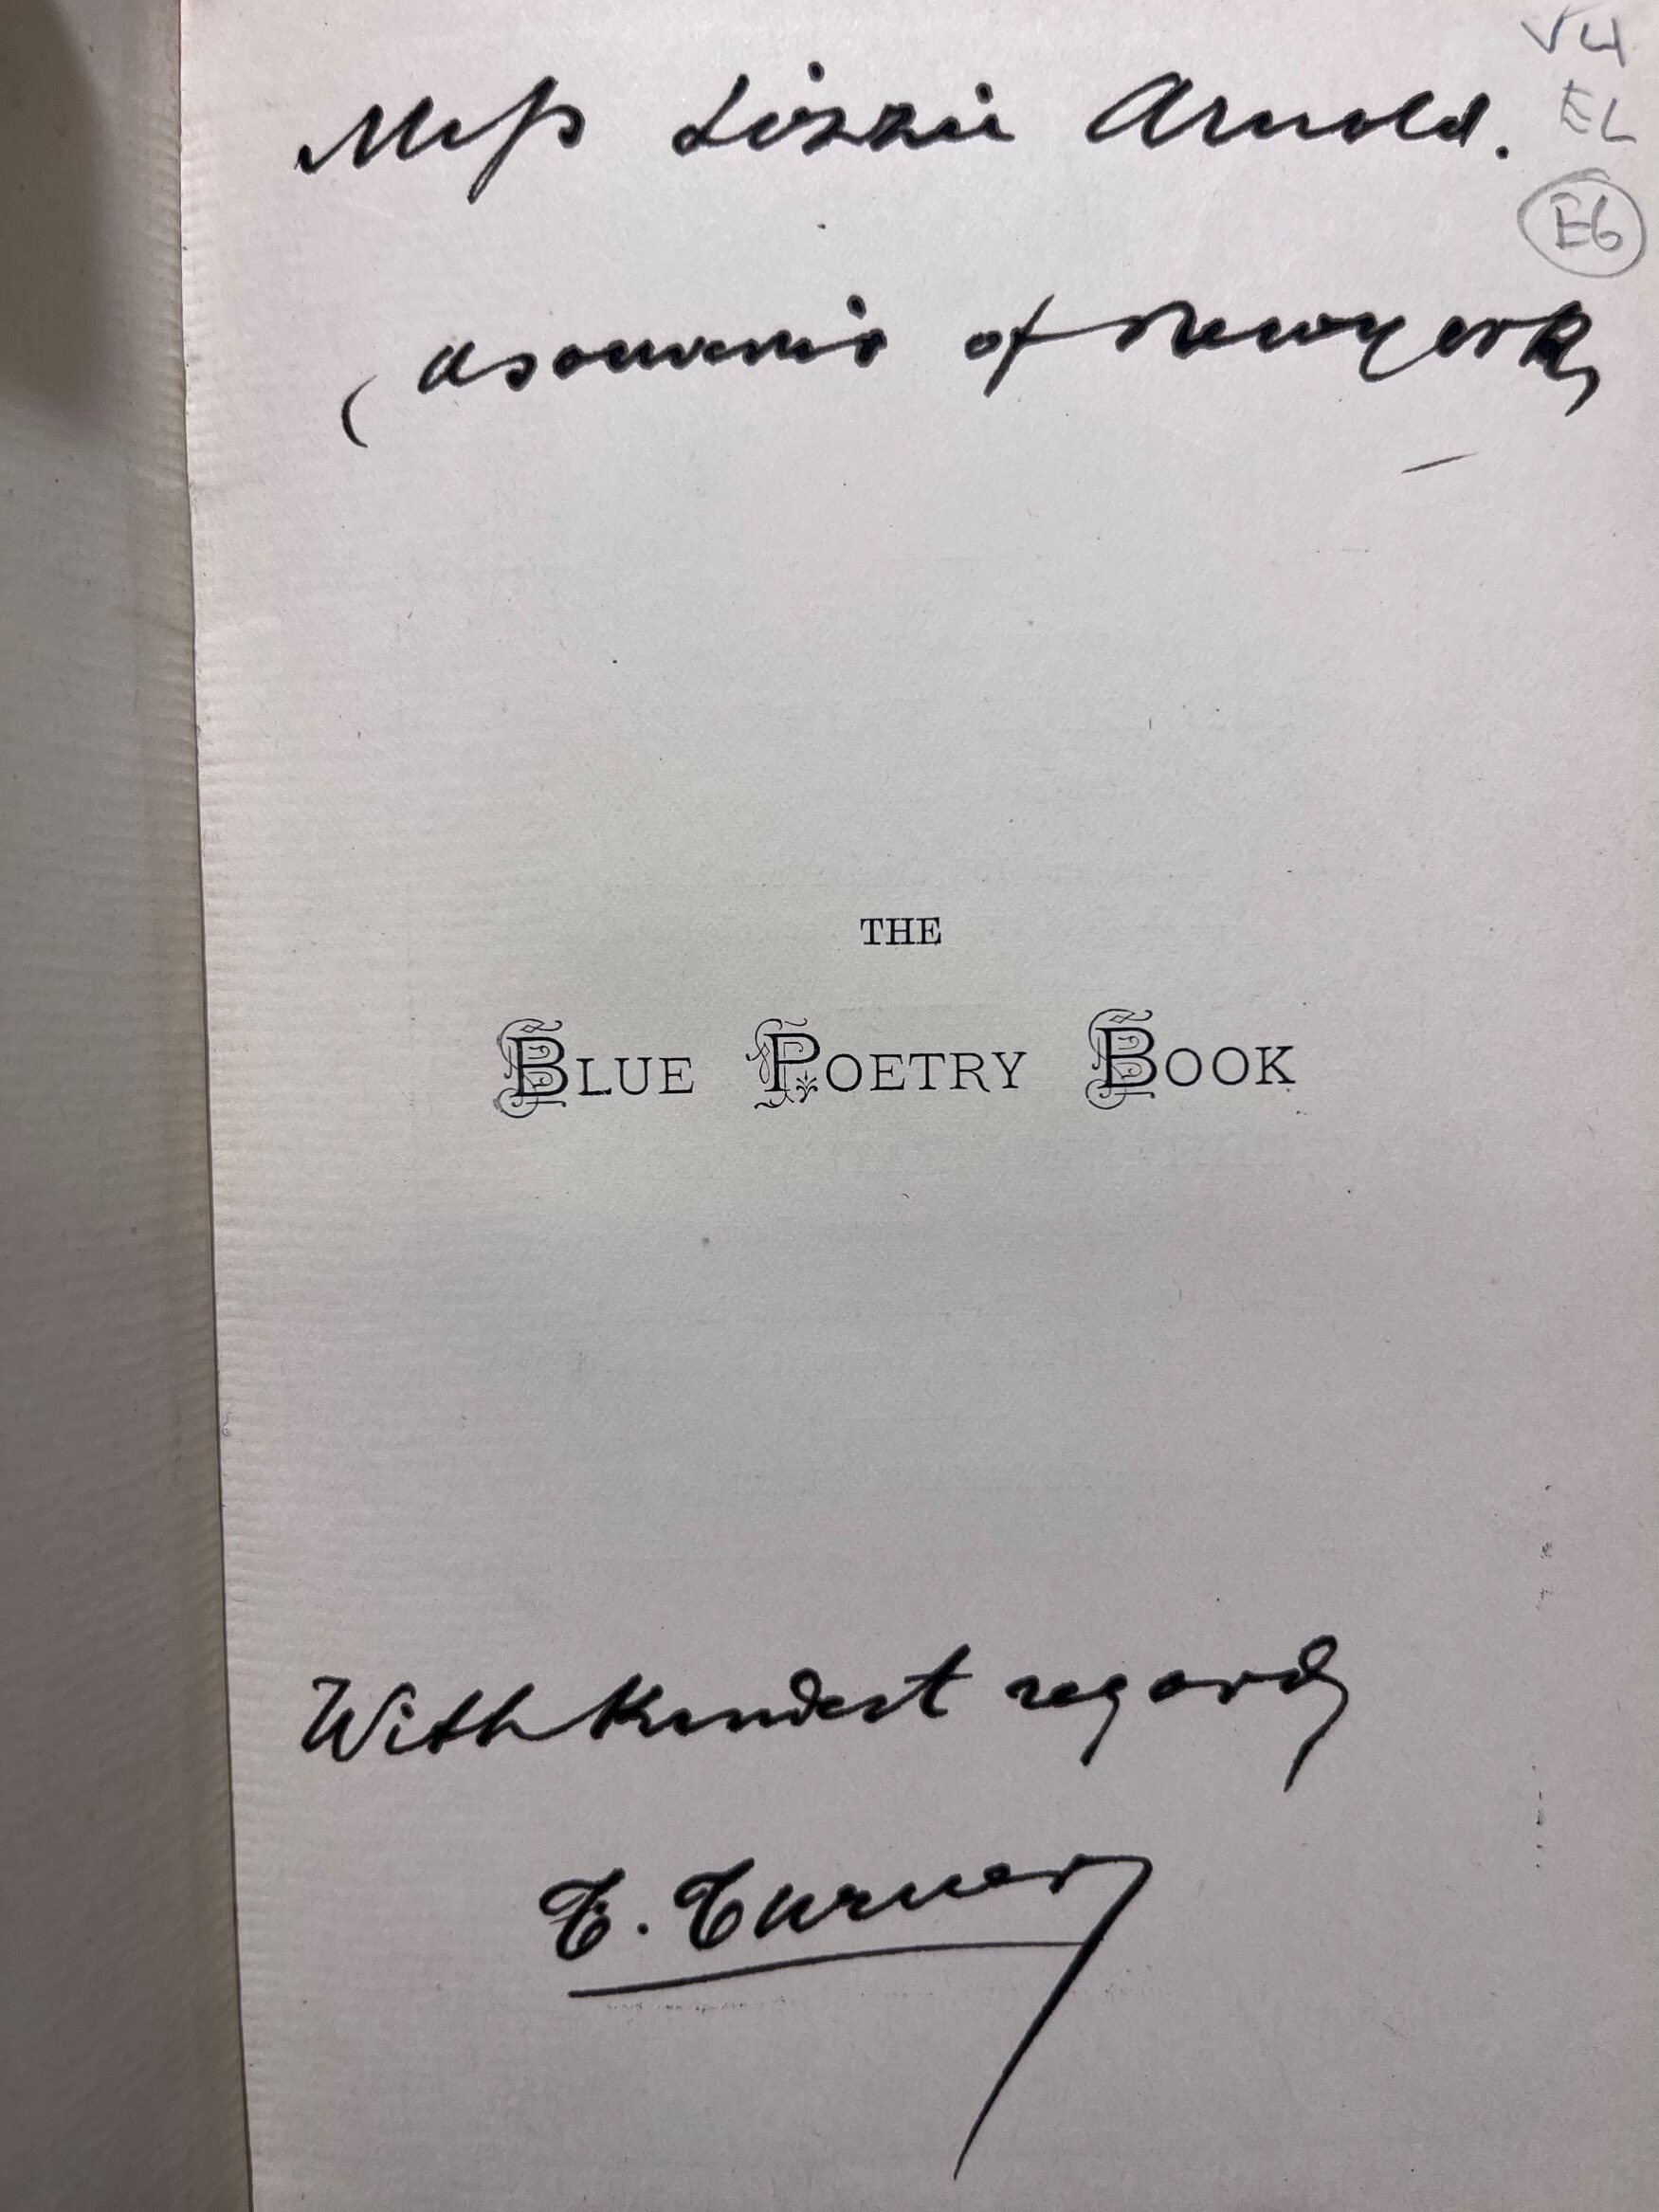 Miss Lizzie Arnold.
V4
EL
E6
(a souvenir of New York)
THE
BLUE POETRY BOOK
With Kindest regards
T. Turner